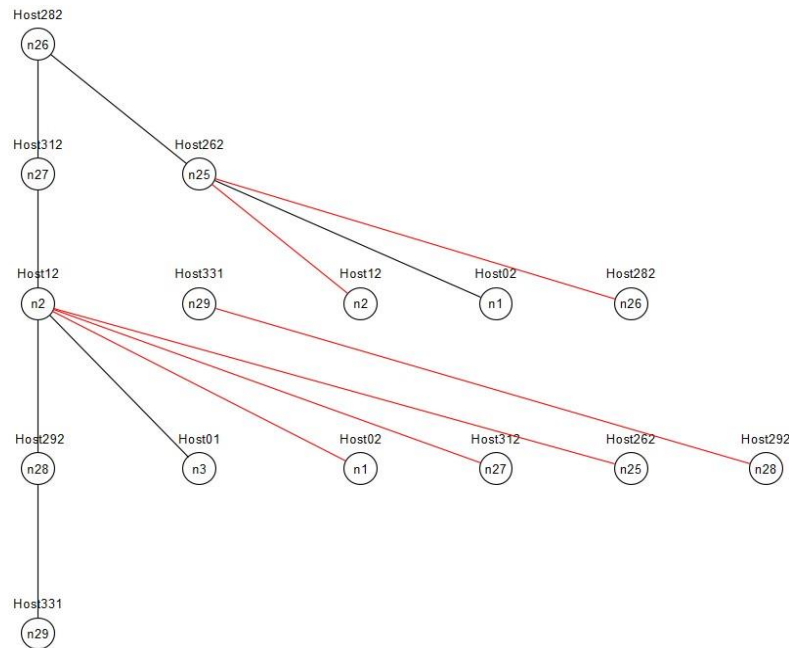 Host282
n26
Host312 Host262
n27 n25
Host12 Host331 Host12 Host02 Host282
n2 n29 n2 n1 n26
Host292 Host01 Host02 Host312 Host262 Host292
n28 n3 n1 n27 n25 n28
Host331
n29